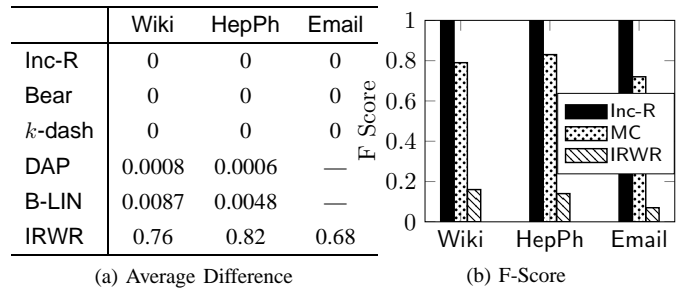 Wiki HepPh Email
Inc-R 0 0 0
Bear 0 0 0
k-dash 0 0 0
DAP 0.0008 0.0006 —
B-LIN 0.0087 0.0048 —
IRWR 0.76 0.82 0.68
(a) Average Difference
F Score
1
0.8
0.6
0.4
0.2
0
Inc-R
MC
IRWR
Wiki HepPh Email
(b) F-Score